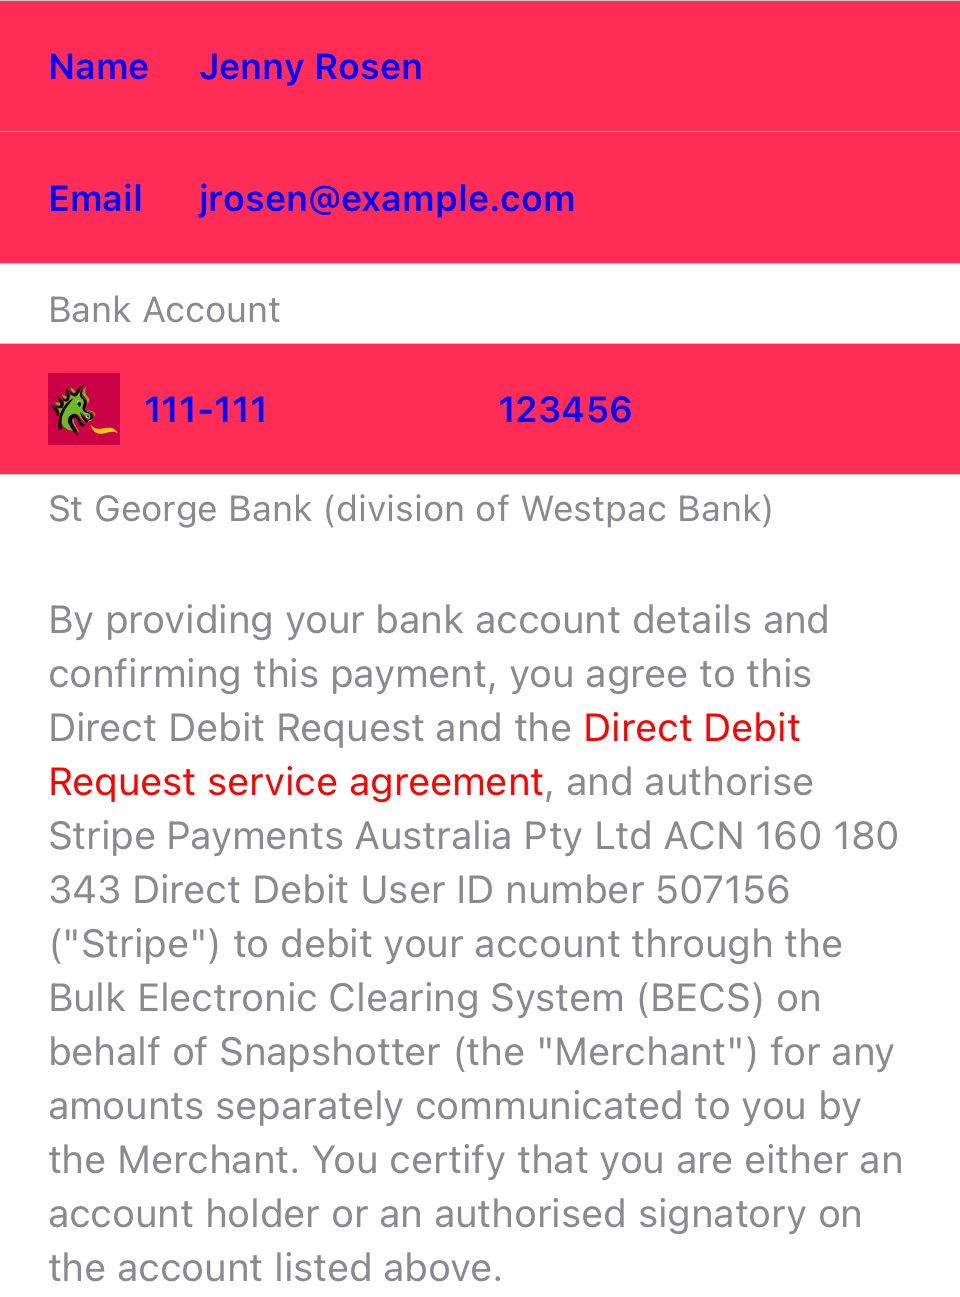 Name Jenny Rosen
Email jrosen@example.com
Bank Account
111-111 123456
St George Bank (division of Westpac Bank)
By providing your bank account details and
confirming this payment, you agree to this
Direct Debit Request and the Direct Debit
Request service agreement, and authorise
Stripe Payments Australia Pty Ltd ACN 160 180
343 Direct Debit User ID number 507156
("Stripe") to debit your account through the
Bulk Electronic Clearing System (BECS) on
behalf of Snapshotter (the "Merchant") for any
amounts separately communicated to you by
the Merchant. You certify that you are either an
account holder or an authorised signatory on
the account listed above.